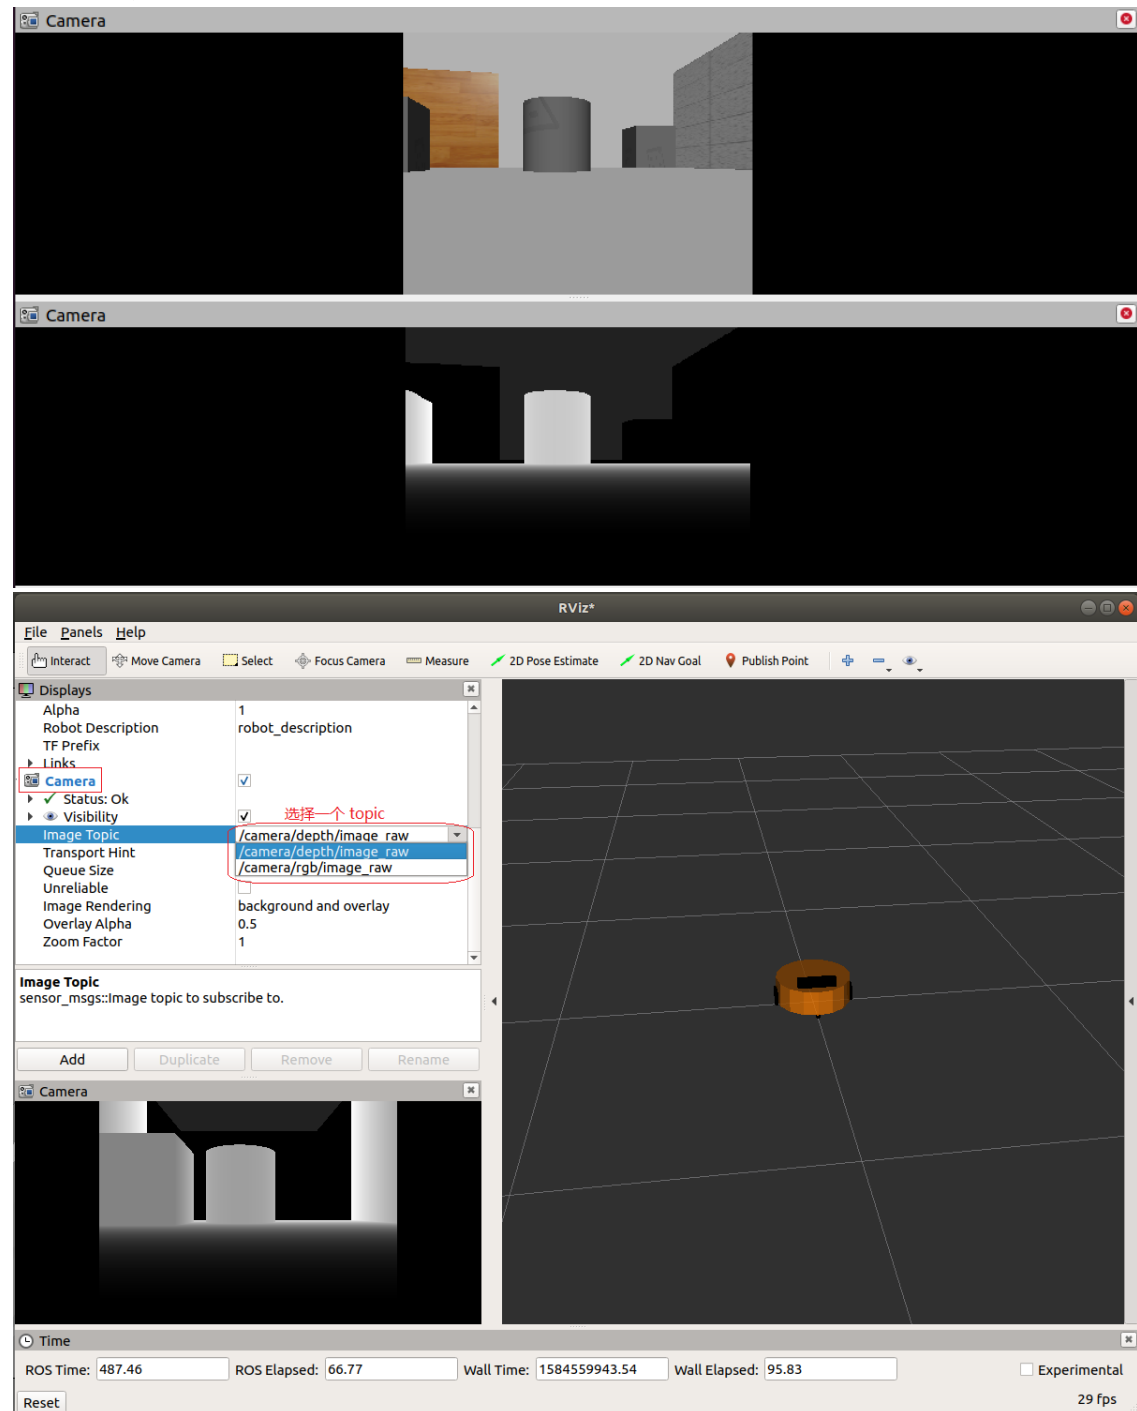 Camera
Camera
RViz*
File Panels Help
Interact Move Camera Select Focus Camera Measure 2D Pose Estimate 2D Nav Goal Publish Point
Displays
Alpha 1
Robot Description robot_description
TF Prefix
Links
Camera
Status: Ok
Visibility 选择一个 topic
Image Topic /camera/depth/image_raw
Transport Hint /camera/depth/image_raw
Queue Size /camera/rgb/image_raw
Unreliable
Image Rendering background and overlay
Overlay Alpha 0.5
Zoom Factor 1
Image Topic
sensor_msgs::Image topic to subscribe to.
Add Duplicate Remove Rename
Camera
Time
ROS Time: 487.46 ROS Elapsed: 66.77 Wall Time: 1584559943.54 Wall Elapsed: 95.83 Experimental
Reset 29 fps